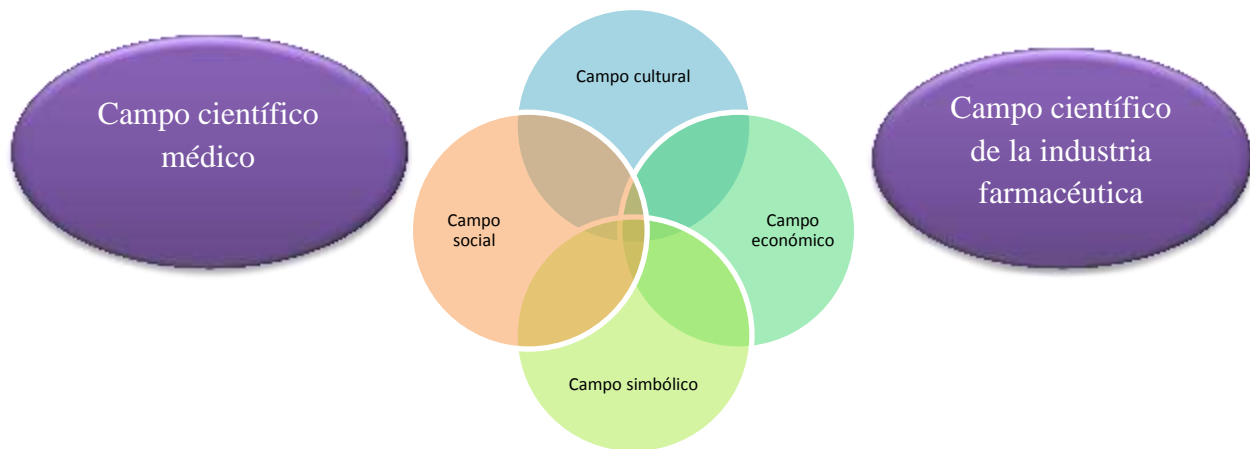 Campo científico
médico
Campo cultural
Campo
social
Campo
económico
Campo simbólico
Campo científico
de la industria
farmacéutica